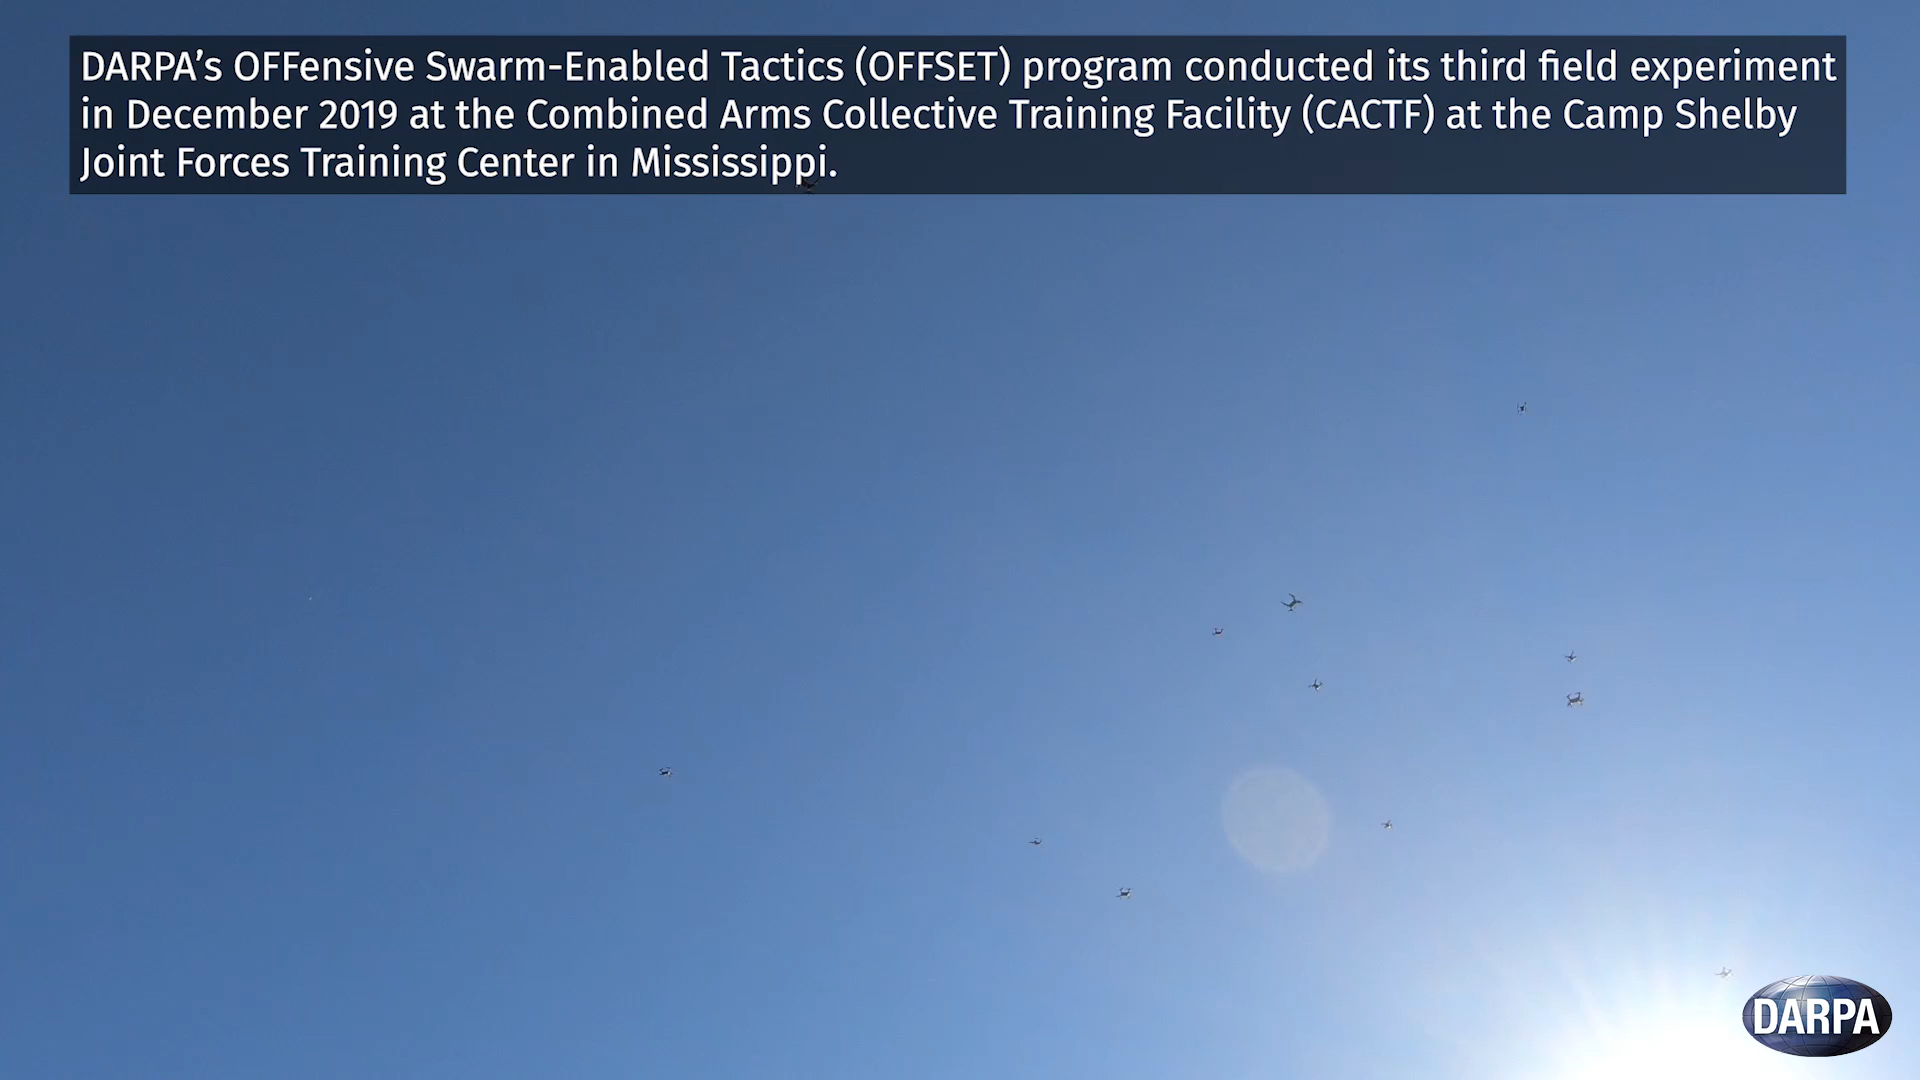 DARPA’s OFFensive Swarm-Enabled Tactics (OFFSET) program conducted its third field experiment
in December 2019 at the Combined Arms Collective Training Facility (CACTF) at the Camp Shelby
Joint Forces Training Center in Mississippi.
DARPA